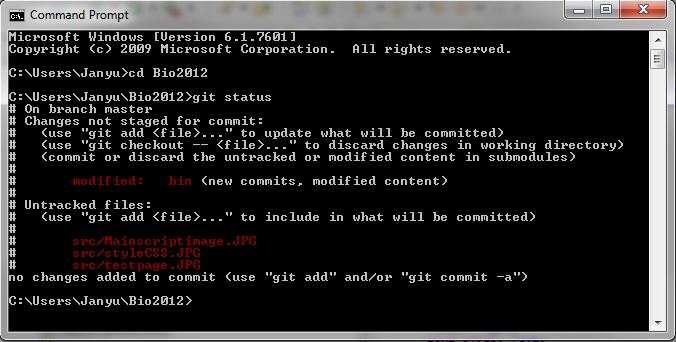 Command Prompt
Microsoft Windows [Version 6.1.7601]
Copyright (c) 2009 Microsoft Corporation.  All rights reserved.
C:\Users\Janyu>cd Bio2012
C:\Users\Janyu\Bio2012>git status
# On branch master
# Changes not staged for commit:
#   (use "git add <file>..." to update what will be committed)
#   (use "git checkout -- <file>..." to discard changes in working directory)
#   (commit or discard the untracked or modified content in submodules)
#
#       modified:   bin (new commits, modified content)
#
# Untracked files:
#   (use "git add <file>..." to include in what will be committed)
#
#       src/Mainscriptimage.JPG
#       src/styleCSS.JPG
#       src/testpage.JPG
no changes added to commit (use "git add" and/or "git commit -a")
C:\Users\Janyu\Bio2012>